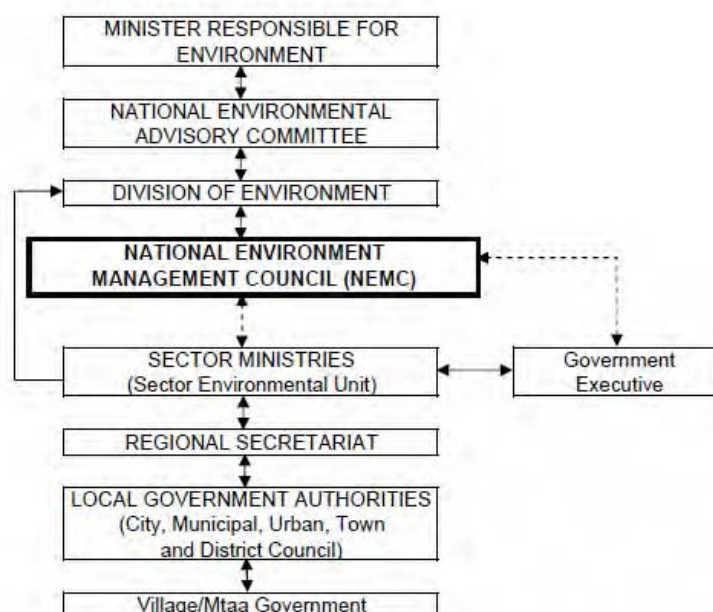 MINISTER RESPONSIBLE FOR
ENVIRONMENT
NATIONAL ENVIRONMENTAL
ADVISORY COMMITTEE
DIVISION OF ENVIRONMENT
NATIONAL ENVIRONMENT
MANAGEMENT COUNCIL (NEMC)
SECTOR MINISTRIES
(Sector Environmental Unit)
Government
Executive
REGIONAL SECRETARIAT
LOCAL GOVERNMENT AUTHORITIES
(City, Municipal, Urban, Town
and District Council)
Village/Mtaa Government